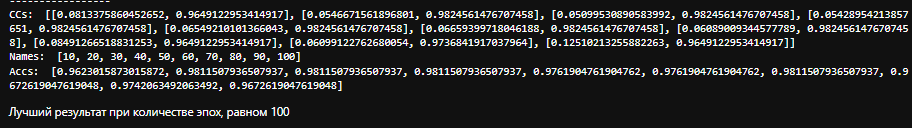 ------------------
CCs:  [[0.0813375860452652, 0.9649122953414917], [0.0546671561896801, 0.9824561476707458], [0.05099530890583992, 0.9824561476707458], [0.05428954213857
651, 0.9824561476707458], [0.06549210101366043, 0.9824561476707458], [0.06659399718046188, 0.9824561476707458], [0.06089009344577789, 0.982456147670745
8], [0.08491266518831253, 0.9649122953414917], [0.06099122762680054, 0.9736841917037964], [0.12510213255882263, 0.9649122953414917]]
Names:  [10, 20, 30, 40, 50, 60, 70, 80, 90, 100]
Accs:  [0.9623015873015872, 0.9811507936507937, 0.9811507936507937, 0.9811507936507937, 0.9761904761904762, 0.9761904761904762, 0.9811507936507937, 0.9
672619047619048, 0.9742063492063492, 0.9672619047619048]
Лучший результат при количестве эпох, равном 100